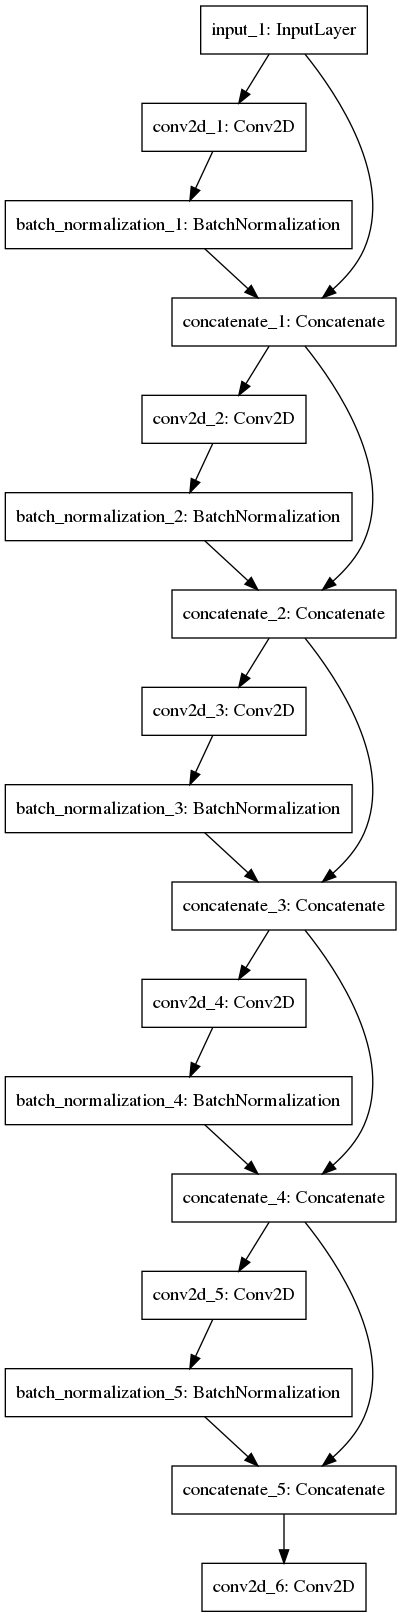 input_1: InputLayer
conv2d_1: Conv2D
batch_normalization_1: BatchNormalization
concatenate_1: Concatenate
conv2d_2: Conv2D
batch_normalization_2: BatchNormalization
concatenate_2: Concatenate
conv2d_3: Conv2D
batch_normalization_3: BatchNormalization
concatenate_3: Concatenate
conv2d_4: Conv2D
batch_normalization_4: BatchNormalization
concatenate_4: Concatenate
conv2d_5: Conv2D
batch_normalization_5: BatchNormalization
concatenate_5: Concatenate
conv2d_6: Conv2D